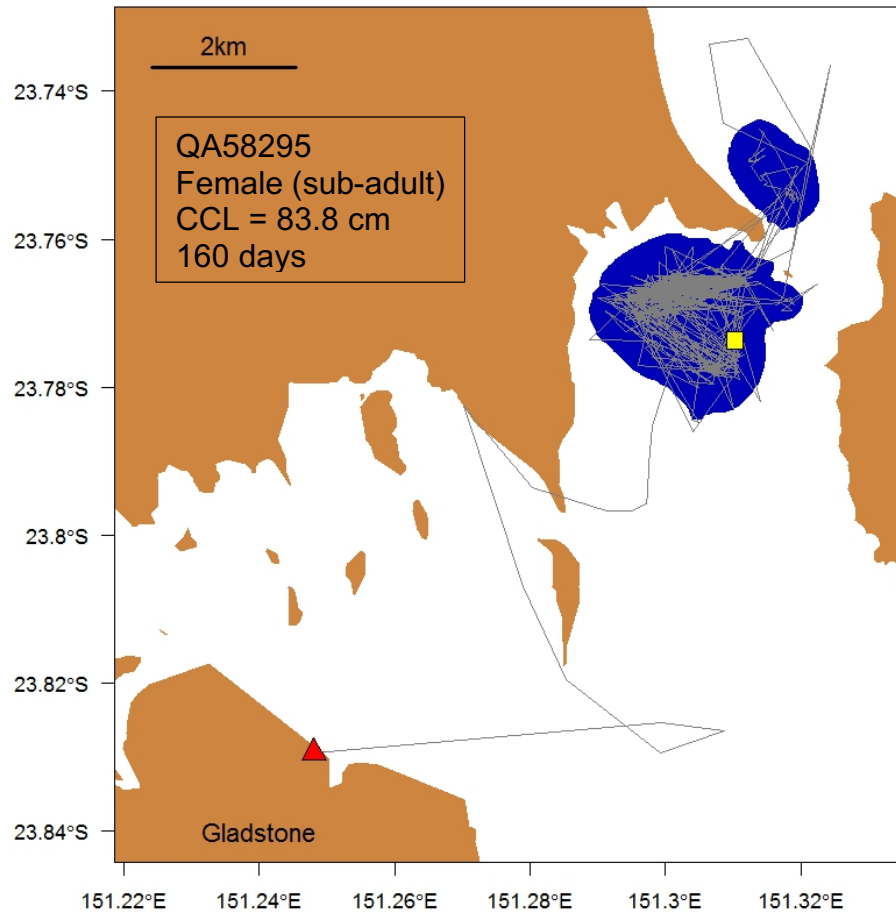 2km
QA58295
Female (sub-adult)
CCL = 83.8 cm
160 days
Gladstone
23.74°S
23.76°S
23.78°S
23.8°S
23.82°S
23.84°S
151.22°E 151.24°E 151.26°E 151.28°E 151.3°E 151.32°E